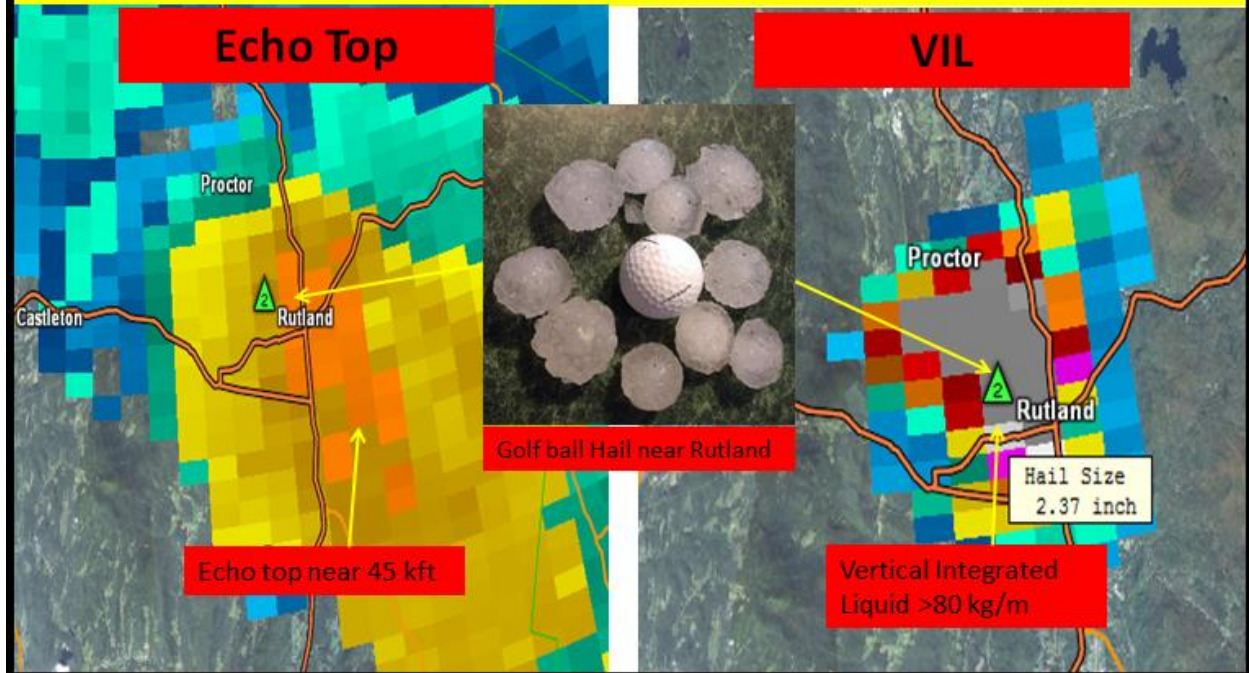 Echo Top
VIL
Proctor
2
Castleton
Rutland
Echo top near 45 kft
Golf ball Hail near Rutland
Proctor
2
Rutland
Hail Size
2.37 inch
Vertical Integrated
Liquid >80 kg/m